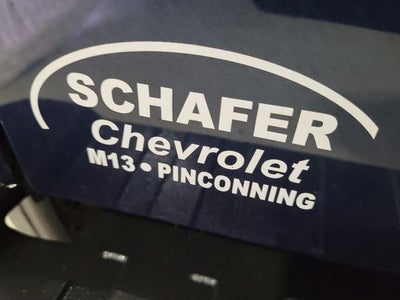 SCHAFER
Chevrolet
M13 • PINCONNING